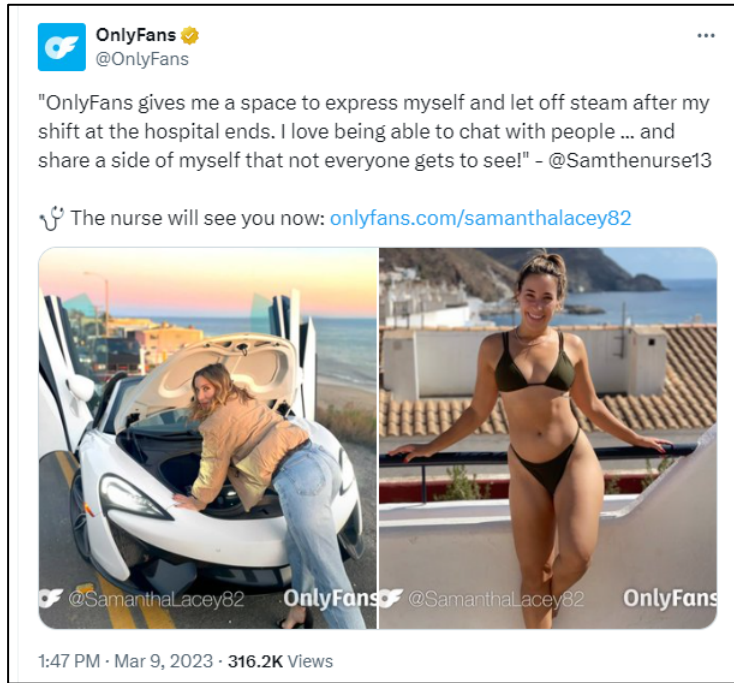 OnlyFans
@OnlyFans
"OnlyFans gives me a space to express myself and let off steam after my
shift at the hospital ends. I love being able to chat with people ... and
share a side of myself that not everyone gets to see!" - @Samthenurse13
🩺 The nurse will see you now: onlyfans.com/samanthalacey82
@SamanthaLacey82 OnlyFans
@SamanthaLacey82 OnlyFans
1:47 PM · Mar 9, 2023 · 316.2K Views